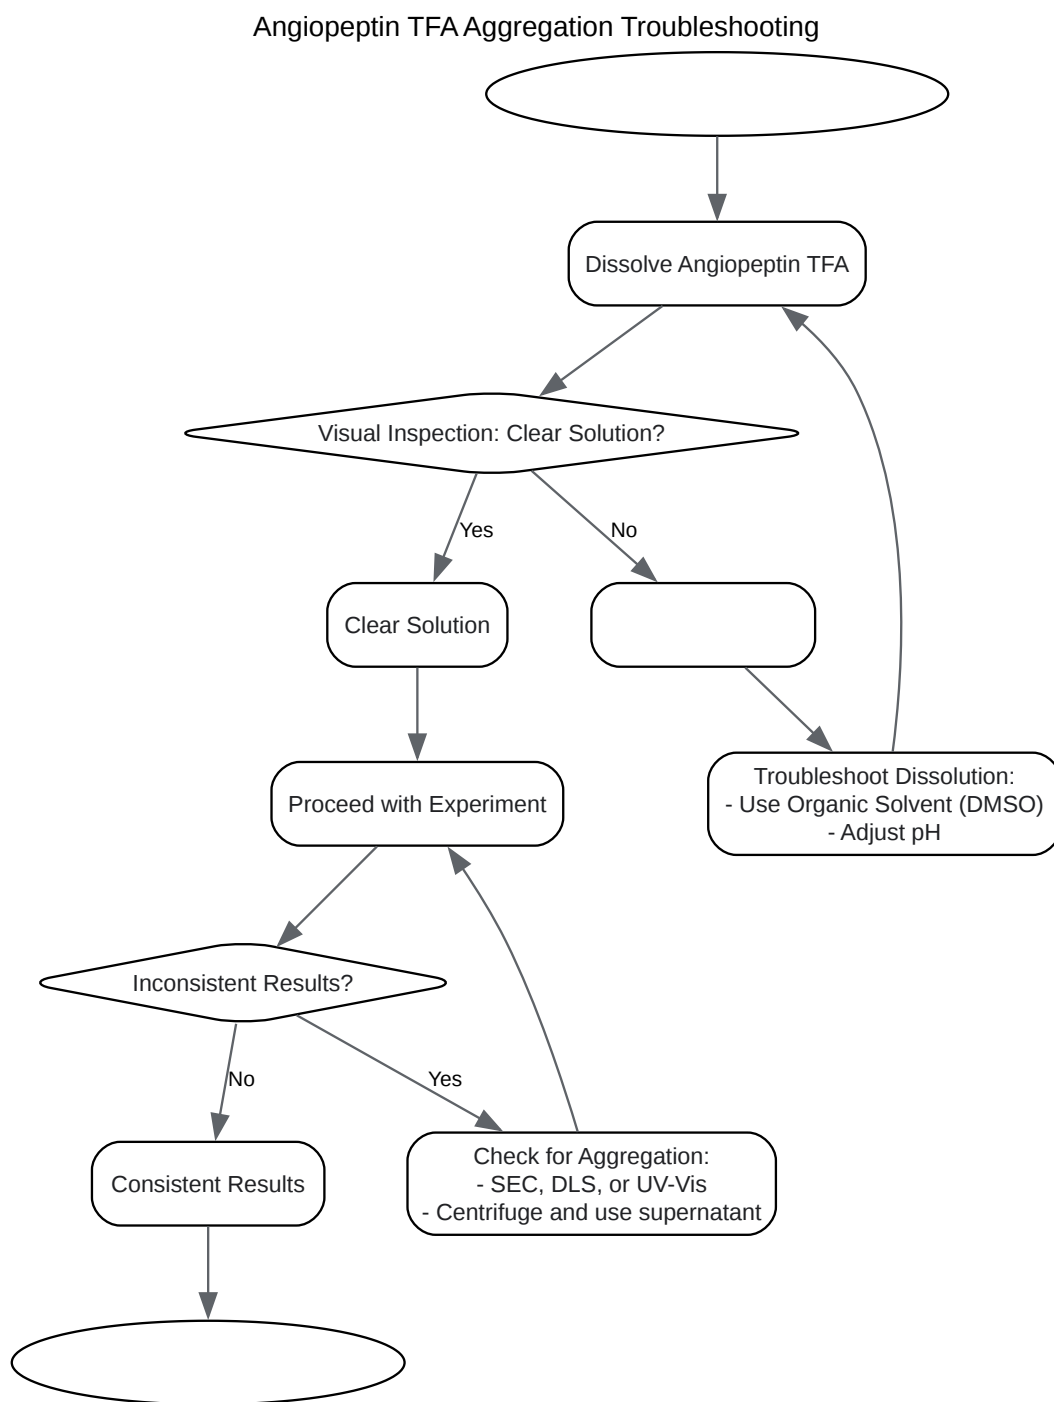 Angiopeptin TFA Aggregation Troubleshooting
Dissolve Angiopeptin TFA
Visual Inspection: Clear Solution?
Yes
No
Clear Solution
Proceed with Experiment
Troubleshoot Dissolution:
- Use Organic Solvent (DMSO)
- Adjust pH
Inconsistent Results?
No
Yes
Consistent Results
Check for Aggregation:
- SEC, DLS, or UV-Vis
- Centrifuge and use supernatant